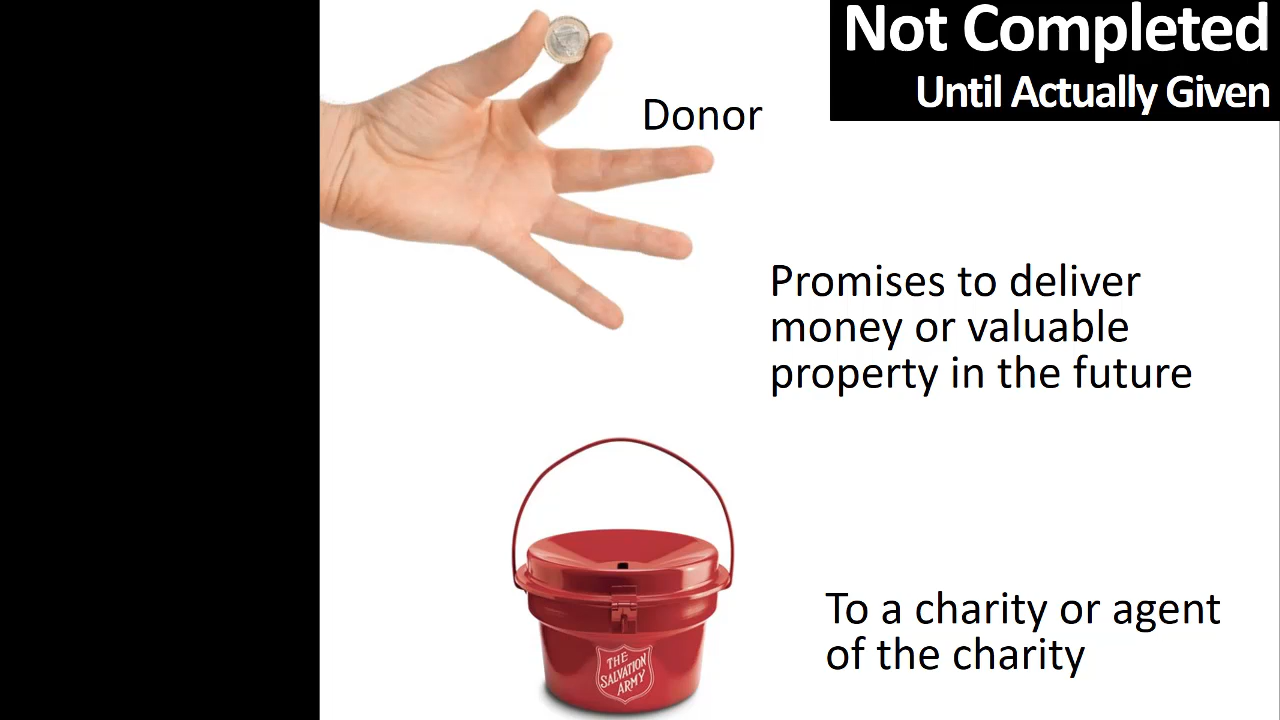 Not Completed
Until Actually Given
Donor
Promises to deliver
money or valuable
property in the future
To a charity or agent
of the charity
THE
SALVATION
ARMY